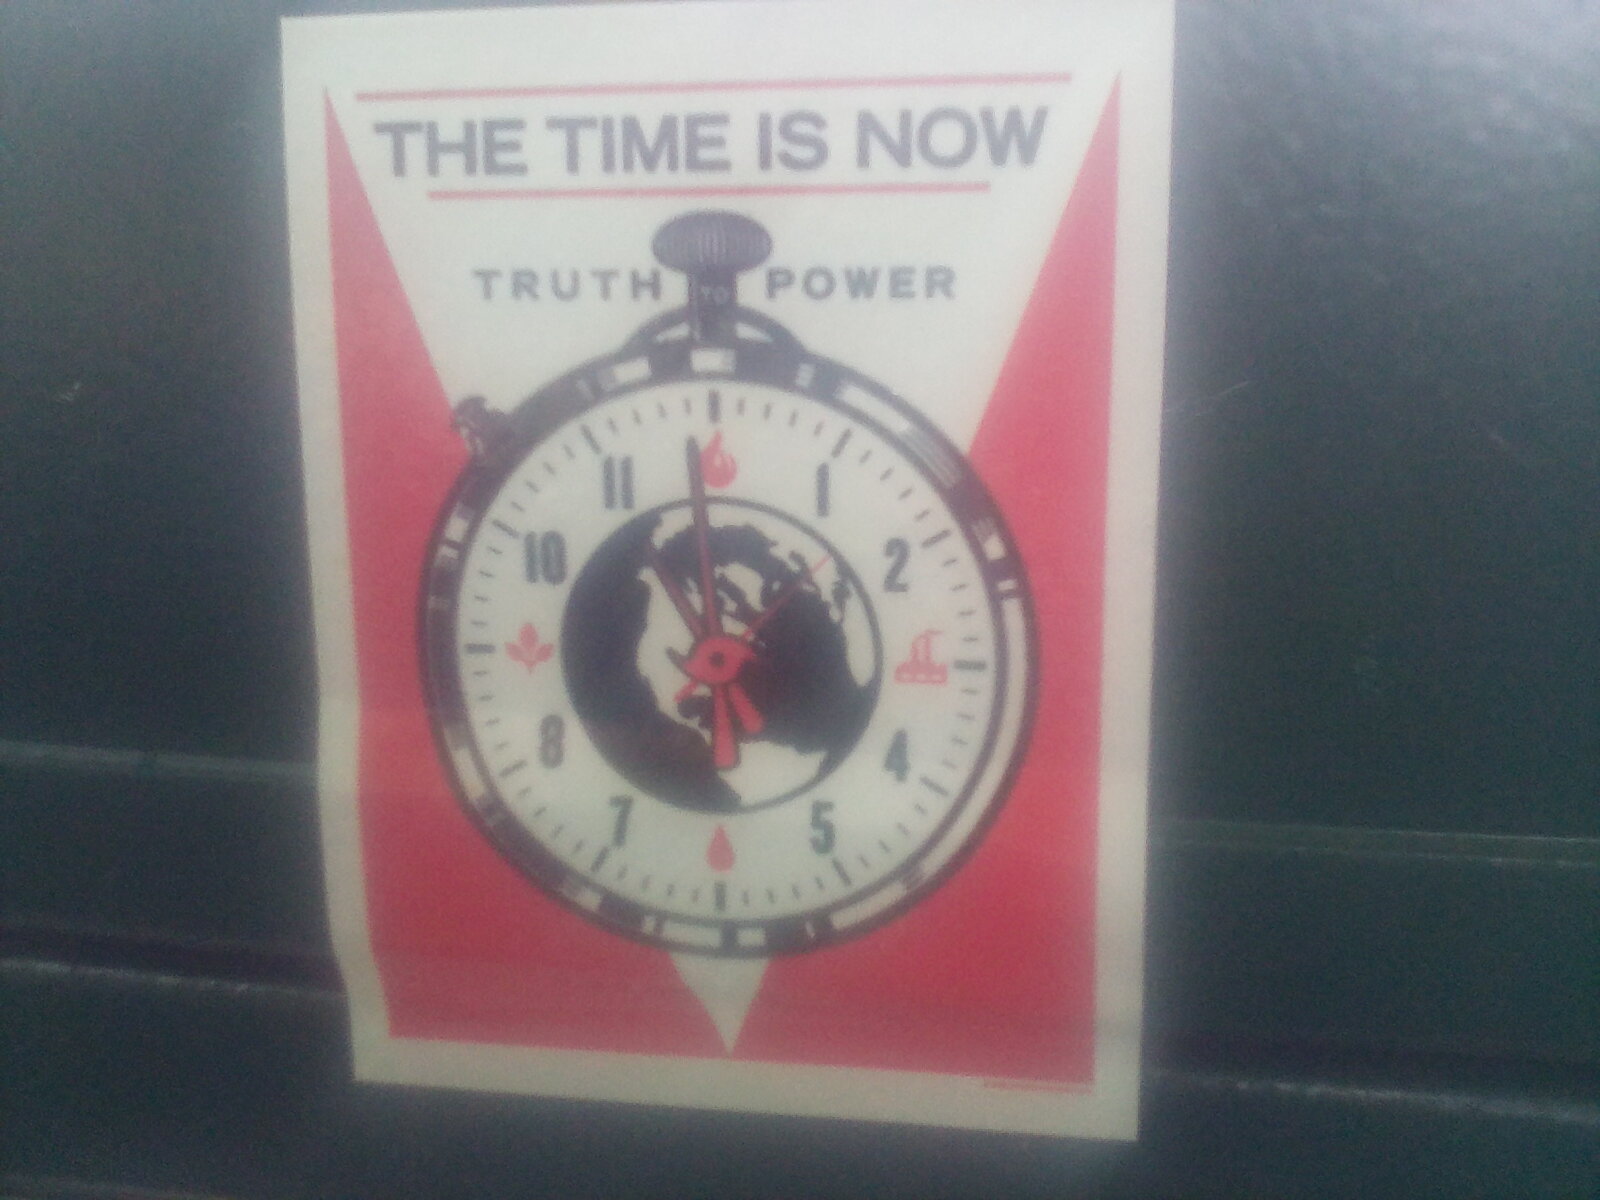 THE TIME IS NOW
TRUTH TO POWER
11 1
10 2
8 4
7 5